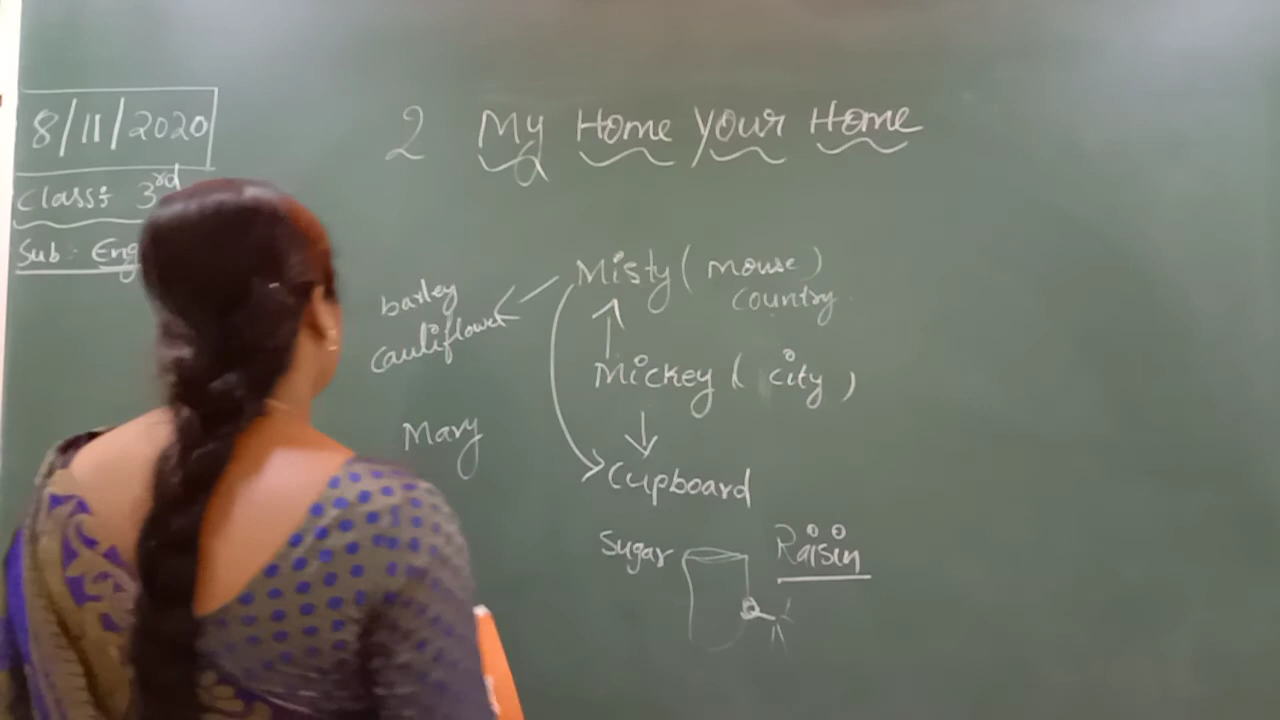 8/11/2020
Class: 3rd
Sub: Eng
2 My Home Your Home
Misty (mouse)
country
barley
cauliflower
Mickey (city)
Mary
Cupboard
Sugar
Raisin